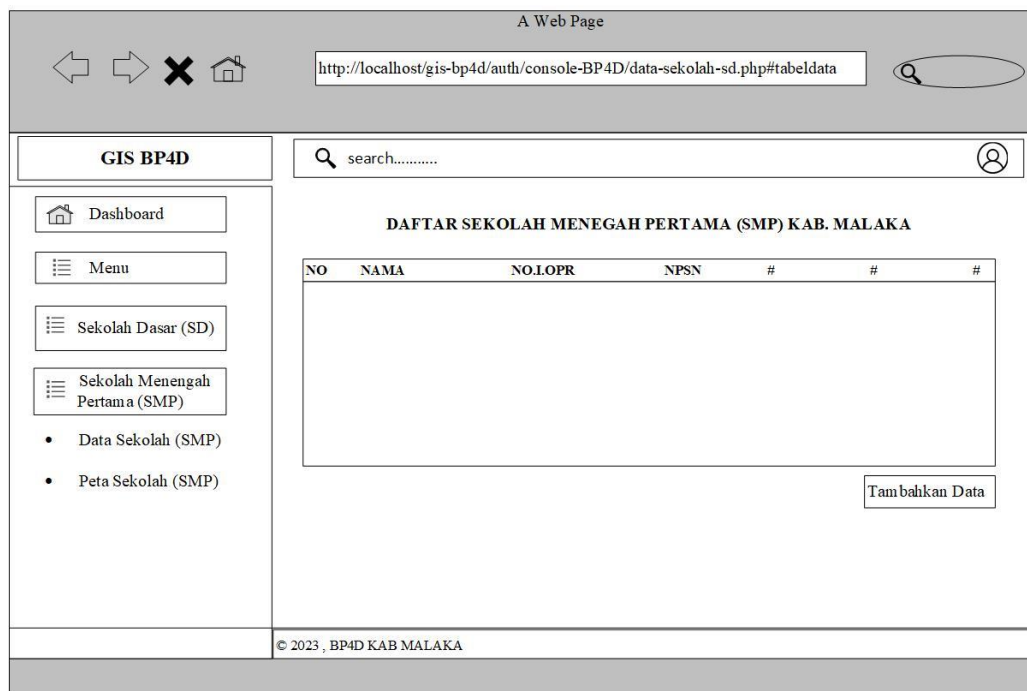 A Web Page
http://localhost/gis-bp4d/auth/console-BP4D/data-sekolah-sd.php#tabeldata
GIS BP4D
search...........
Dashboard
Menu
Sekolah Dasar (SD)
Sekolah Menengah
Pertama (SMP)
• Data Sekolah (SMP)
• Peta Sekolah (SMP)
DAFTAR SEKOLAH MENEGAH PERTAMA (SMP) KAB. MALAKA
NO NAMA NO.I.OPR NPSN # # #
Tambahkan Data
© 2023 , BP4D KAB MALAKA